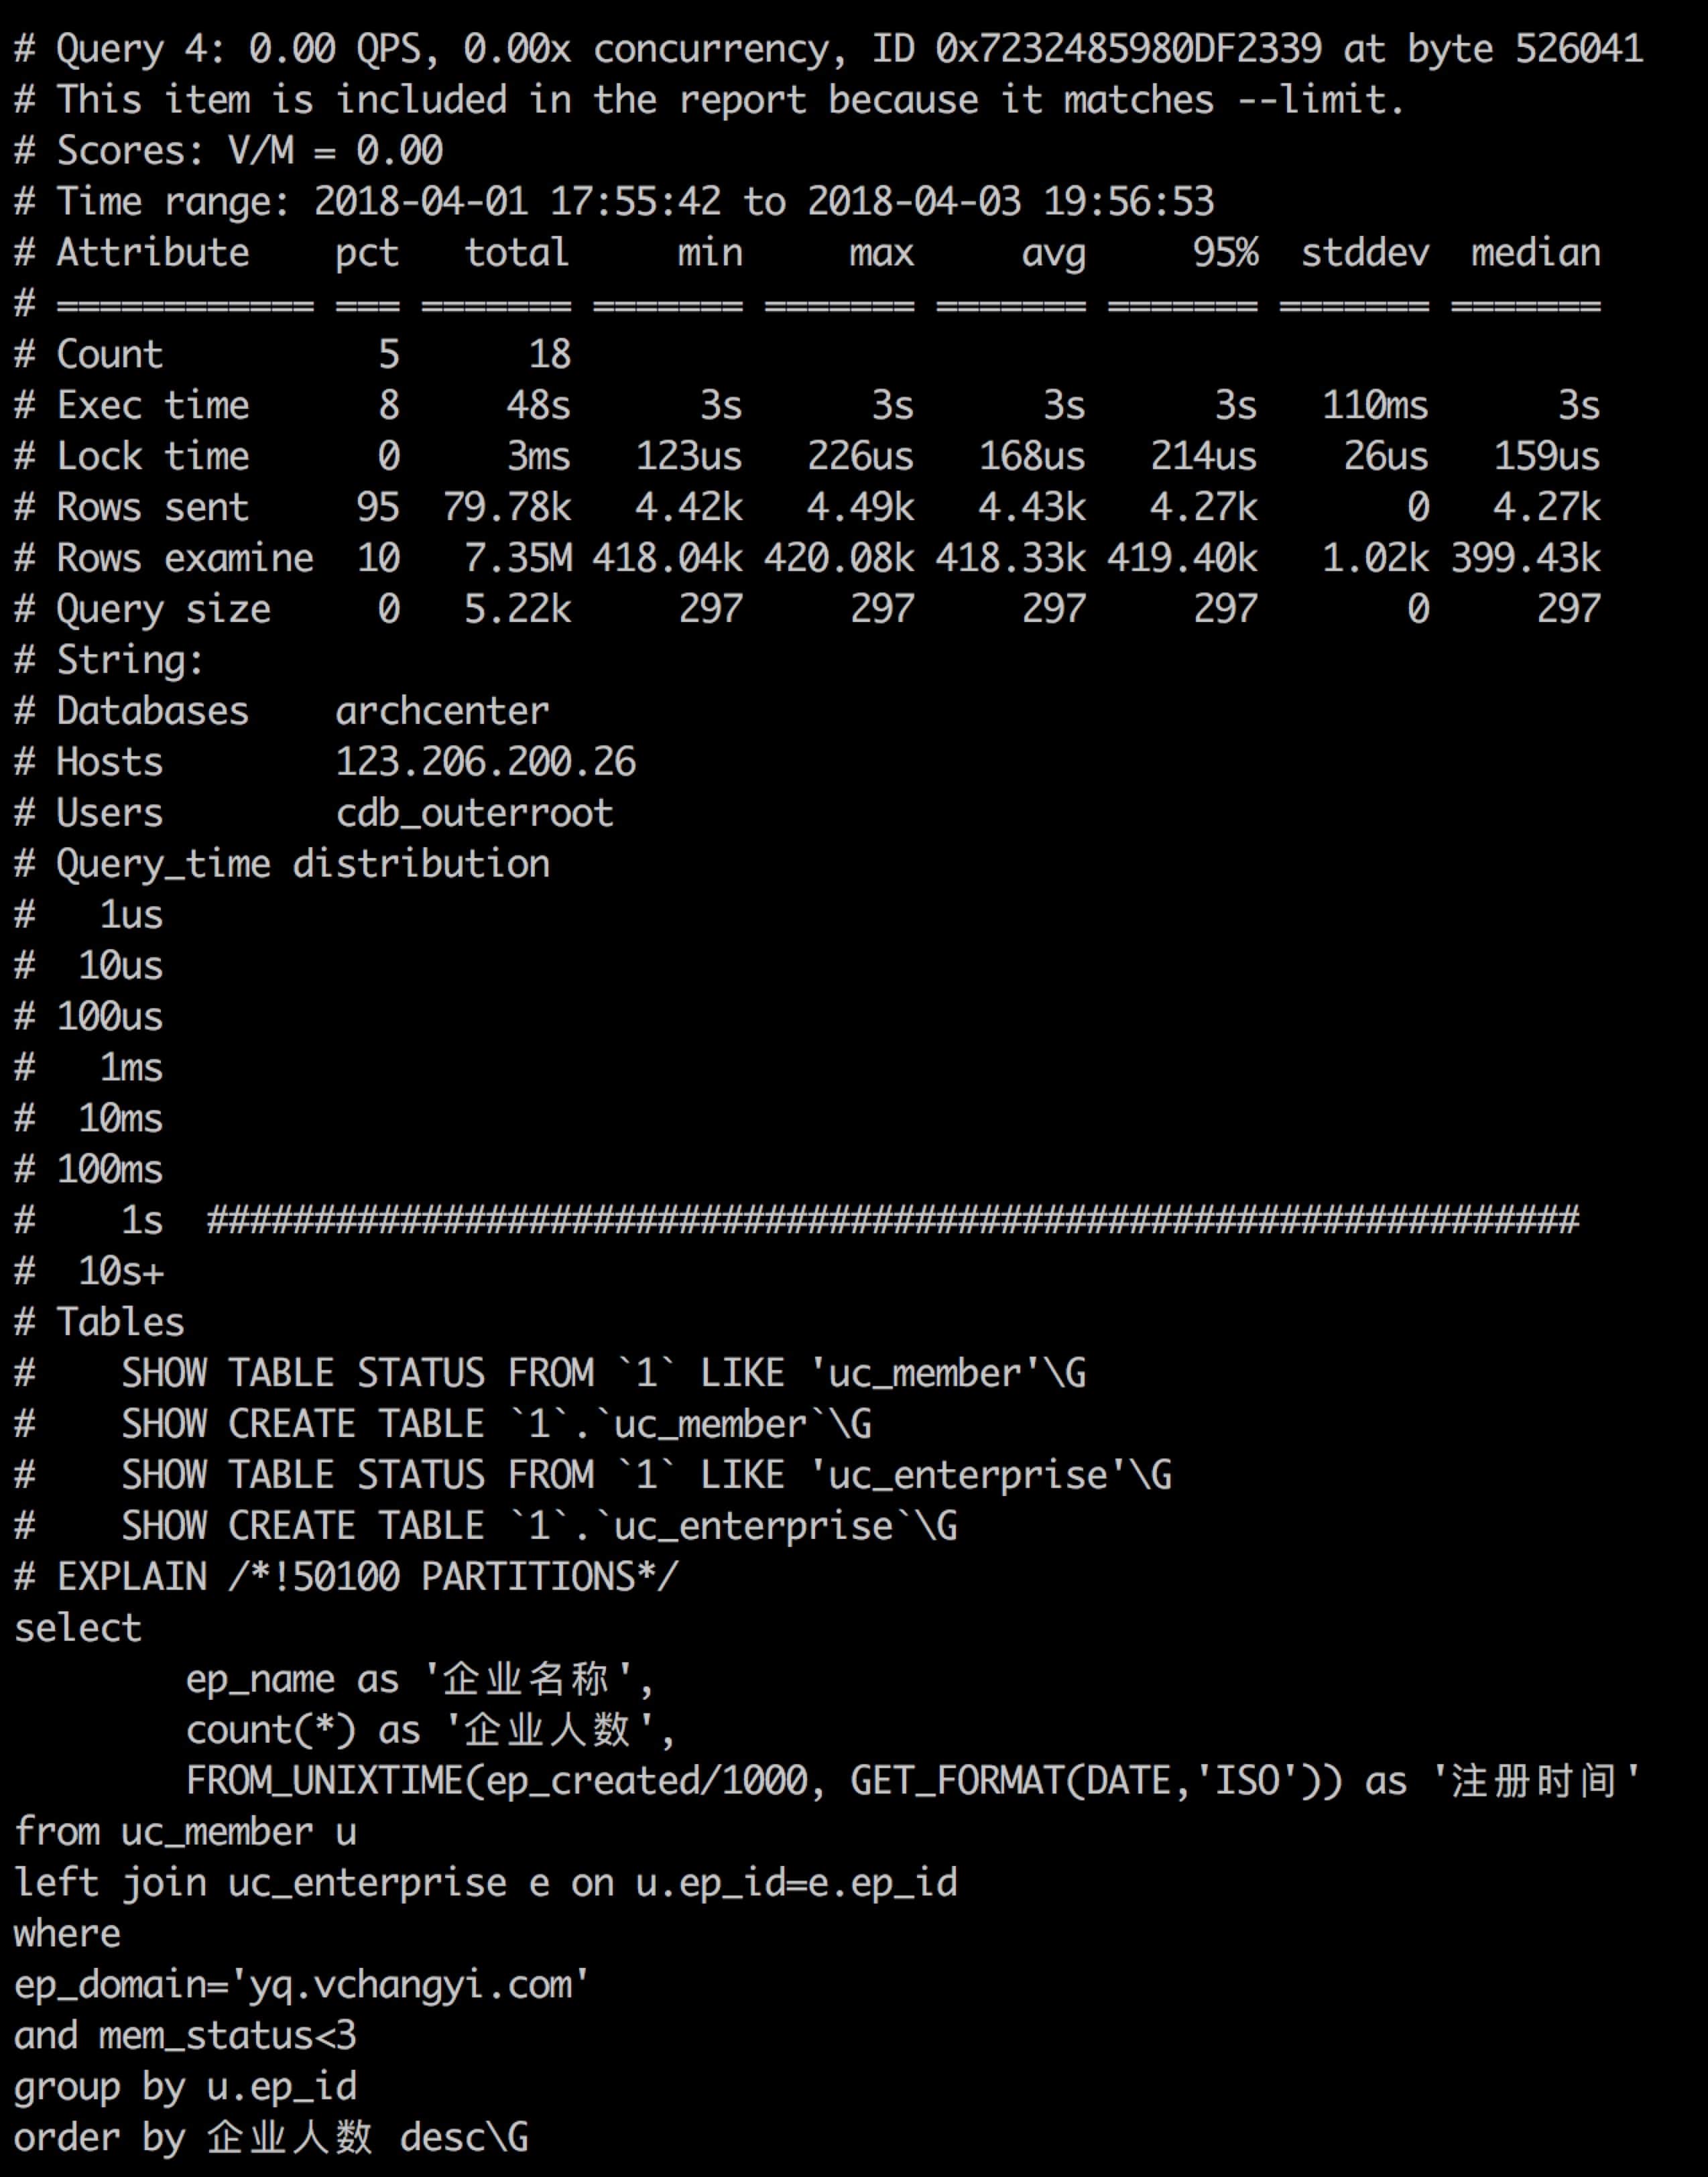 # Query 4: 0.00 QPS, 0.00x concurrency, ID 0x7232485980DF2339 at byte 526041
# This item is included in the report because it matches --limit.
# Scores: V/M = 0.00
# Time range: 2018-04-01 17:55:42 to 2018-04-03 19:56:53
# Attribute    pct   total     min     max     avg     95%  stddev  median
# ============ === ======= ======= ======= ======= ======= ======= =======
# Count          5      18
# Exec time      8     48s      3s      3s      3s      3s   110ms      3s
# Lock time      0     3ms   123us   226us   168us   214us    26us   159us
# Rows sent     95  79.78k   4.42k   4.49k   4.43k   4.27k       0   4.27k
# Rows examine  10   7.35M 418.04k 420.08k 418.33k 419.40k   1.02k 399.43k
# Query size     0   5.22k     297     297     297     297       0     297
# String:
# Databases    archcenter
# Hosts        123.206.200.26
# Users        cdb_outerroot
# Query_time distribution
#   1us
#  10us
# 100us
#   1ms
#  10ms
# 100ms
#    1s  ################################################################
#  10s+
# Tables
#    SHOW TABLE STATUS FROM `1` LIKE 'uc_member'\G
#    SHOW CREATE TABLE `1`.`uc_member`\G
#    SHOW TABLE STATUS FROM `1` LIKE 'uc_enterprise'\G
#    SHOW CREATE TABLE `1`.`uc_enterprise`\G
# EXPLAIN /*!50100 PARTITIONS*/
select
        ep_name as '企业名称',
        count(*) as '企业人数',
        FROM_UNIXTIME(ep_created/1000, GET_FORMAT(DATE,'ISO')) as '注册时间'
from uc_member u
left join uc_enterprise e on u.ep_id=e.ep_id
where
ep_domain='yq.vchangyi.com'
and mem_status<3
group by u.ep_id
order by 企业人数 desc\G